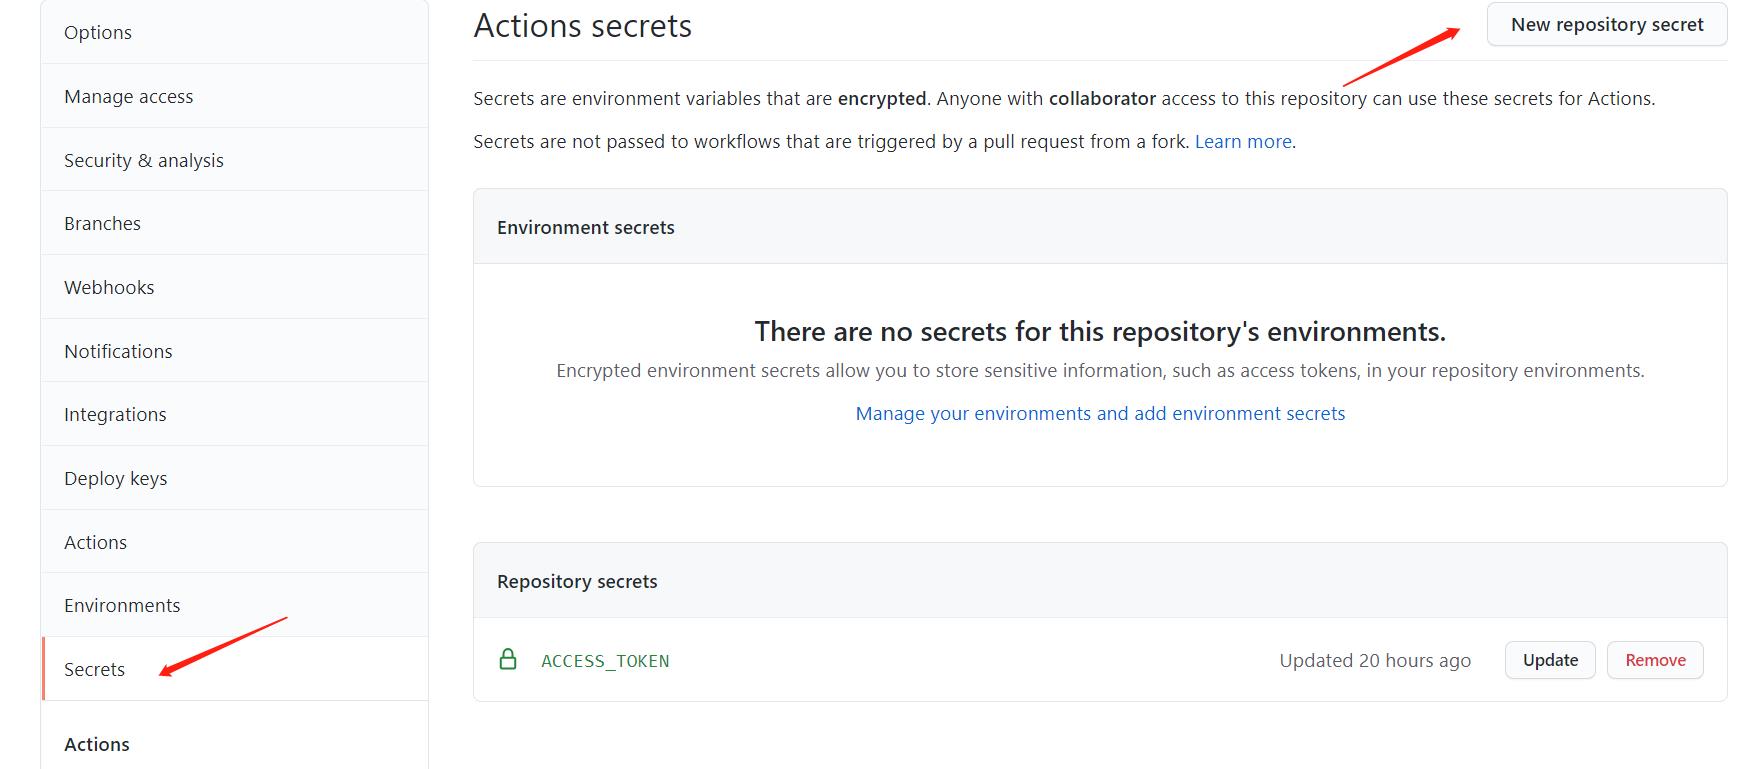 Options
Manage access
Security & analysis
Branches
Webhooks
Notifications
Integrations
Deploy keys
Actions
Environments
Secrets
Actions
Actions secrets
New repository secret
Secrets are environment variables that are encrypted. Anyone with collaborator access to this repository can use these secrets for Actions.
Secrets are not passed to workflows that are triggered by a pull request from a fork. Learn more.
Environment secrets
There are no secrets for this repository's environments.
Encrypted environment secrets allow you to store sensitive information, such as access tokens, in your repository environments.
Manage your environments and add environment secrets
Repository secrets
ACCESS_TOKEN
Updated 20 hours ago
Update
Remove